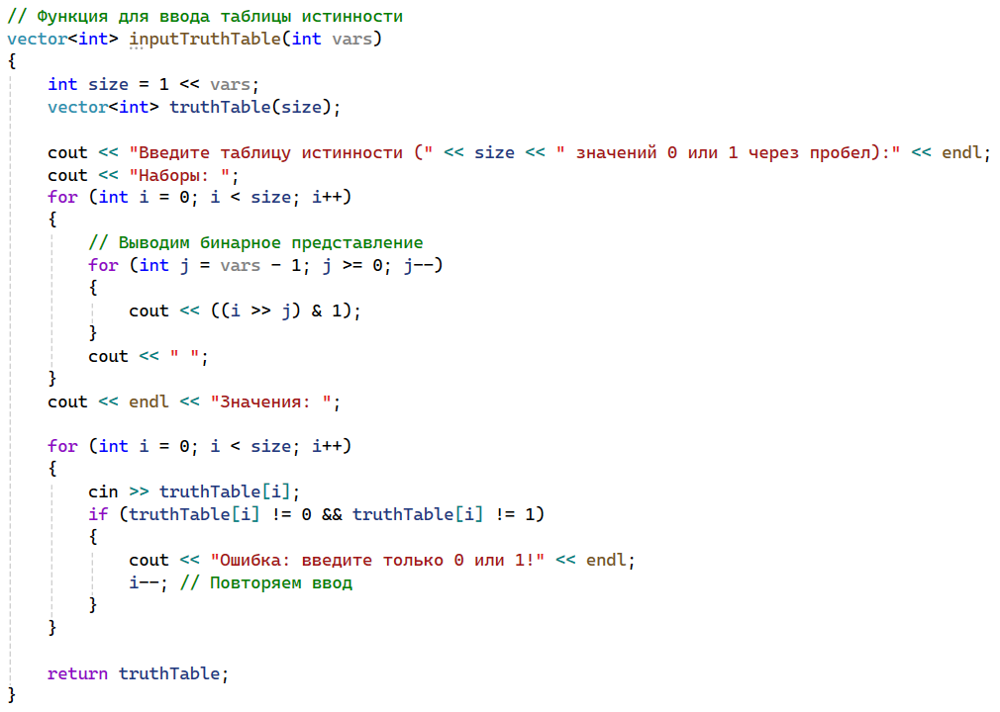 // Функция для ввода таблицы истинности
vector<int> inputTruthTable(int vars)
{
    int size = 1 << vars;
    vector<int> truthTable(size);

    cout << "Введите таблицу истинности (" << size << " значений 0 или 1 через пробел):" << endl;
    cout << "Наборы: ";
    for (int i = 0; i < size; i++)
    {
        // Выводим бинарное представление
        for (int j = vars - 1; j >= 0; j--)
        {
            cout << ((i >> j) & 1);
        }
        cout << " ";
    }
    cout << endl << "Значения: ";

    for (int i = 0; i < size; i++)
    {
        cin >> truthTable[i];
        if (truthTable[i] != 0 && truthTable[i] != 1)
        {
            cout << "Ошибка: введите только 0 или 1!" << endl;
            i--; // Повторяем ввод
        }
    }

    return truthTable;
}